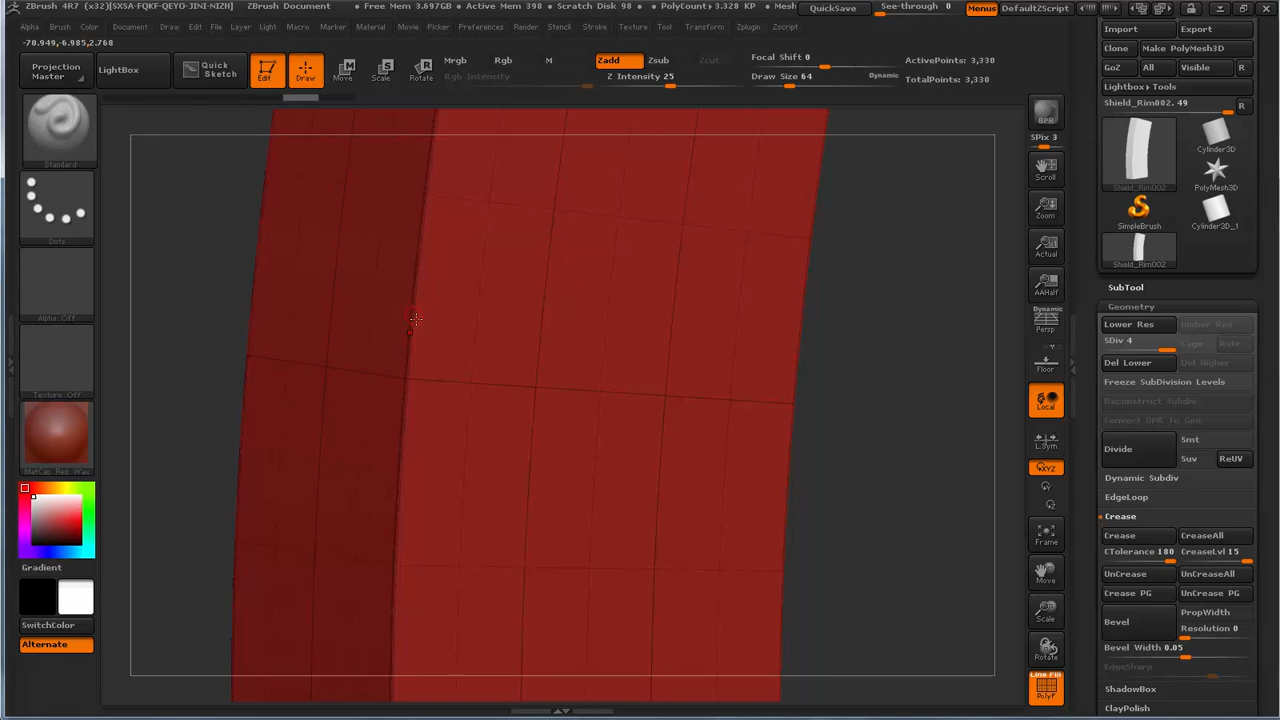 ZBrush 4R7 (x32)[SXSA-FQKF-QEYO-JINI-NIZH] ZBrush Document • Free Mem 3.697GB • Active Mem 398 • Scratch Disk 98 • PolyCount▸3.328 KP • Mesh QuickSave See-through 0 Menus DefaultZScript
Alpha Brush Color Document Draw Edit File Layer Light Macro Marker Material Movie Picker Preferences Render Stencil Stroke Texture Tool Transform Zplugin Zscript
-70.949,-6.985,2.768
Projection Master
LightBox
Quick Sketch
Edit
Draw
Move
Scale
Rotate
Mrgb Rgb M
Rgb Intensity
Zadd Zsub Zcut
Z Intensity 25
Focal Shift 0
Draw Size 64 Dynamic
ActivePoints: 3,330
TotalPoints: 3,330
Standard
Dots
Alpha Off
Texture Off
MatCap Red Wax
Gradient
SwitchColor
Alternate
BPR
SPix 3
Scroll
Zoom
Actual
AAHalf
Dynamic
Persp
Floor
Local
L.Sym
XYZ
Y
Z
Frame
Move
Scale
Rotate
Line Fill
PolyF
Import Export
Clone Make PolyMesh3D
GoZ All Visible R
Lightbox▸Tools
Shield_Rim002. 49 R
Shield_Rim002
Cylinder3D
PolyMesh3D
SimpleBrush
Cylinder3D_1
Shield_Rim002
SubTool
Geometry
Lower Res Higher Res
SDiv 4 Cage Rstr
Del Lower Del Higher
Freeze SubDivision Levels
Reconstruct Subdiv
Convert BPR To Geo
Divide Smt
Suv ReUV
Dynamic Subdiv
EdgeLoop
Crease
Crease CreaseAll
CTolerance 180 CreaseLvl 15
UnCrease UnCreaseAll
Crease PG UnCrease PG
Bevel PropWidth
Resolution 0
Bevel Width 0.05
EdgeSharp
ShadowBox
ClayPolish